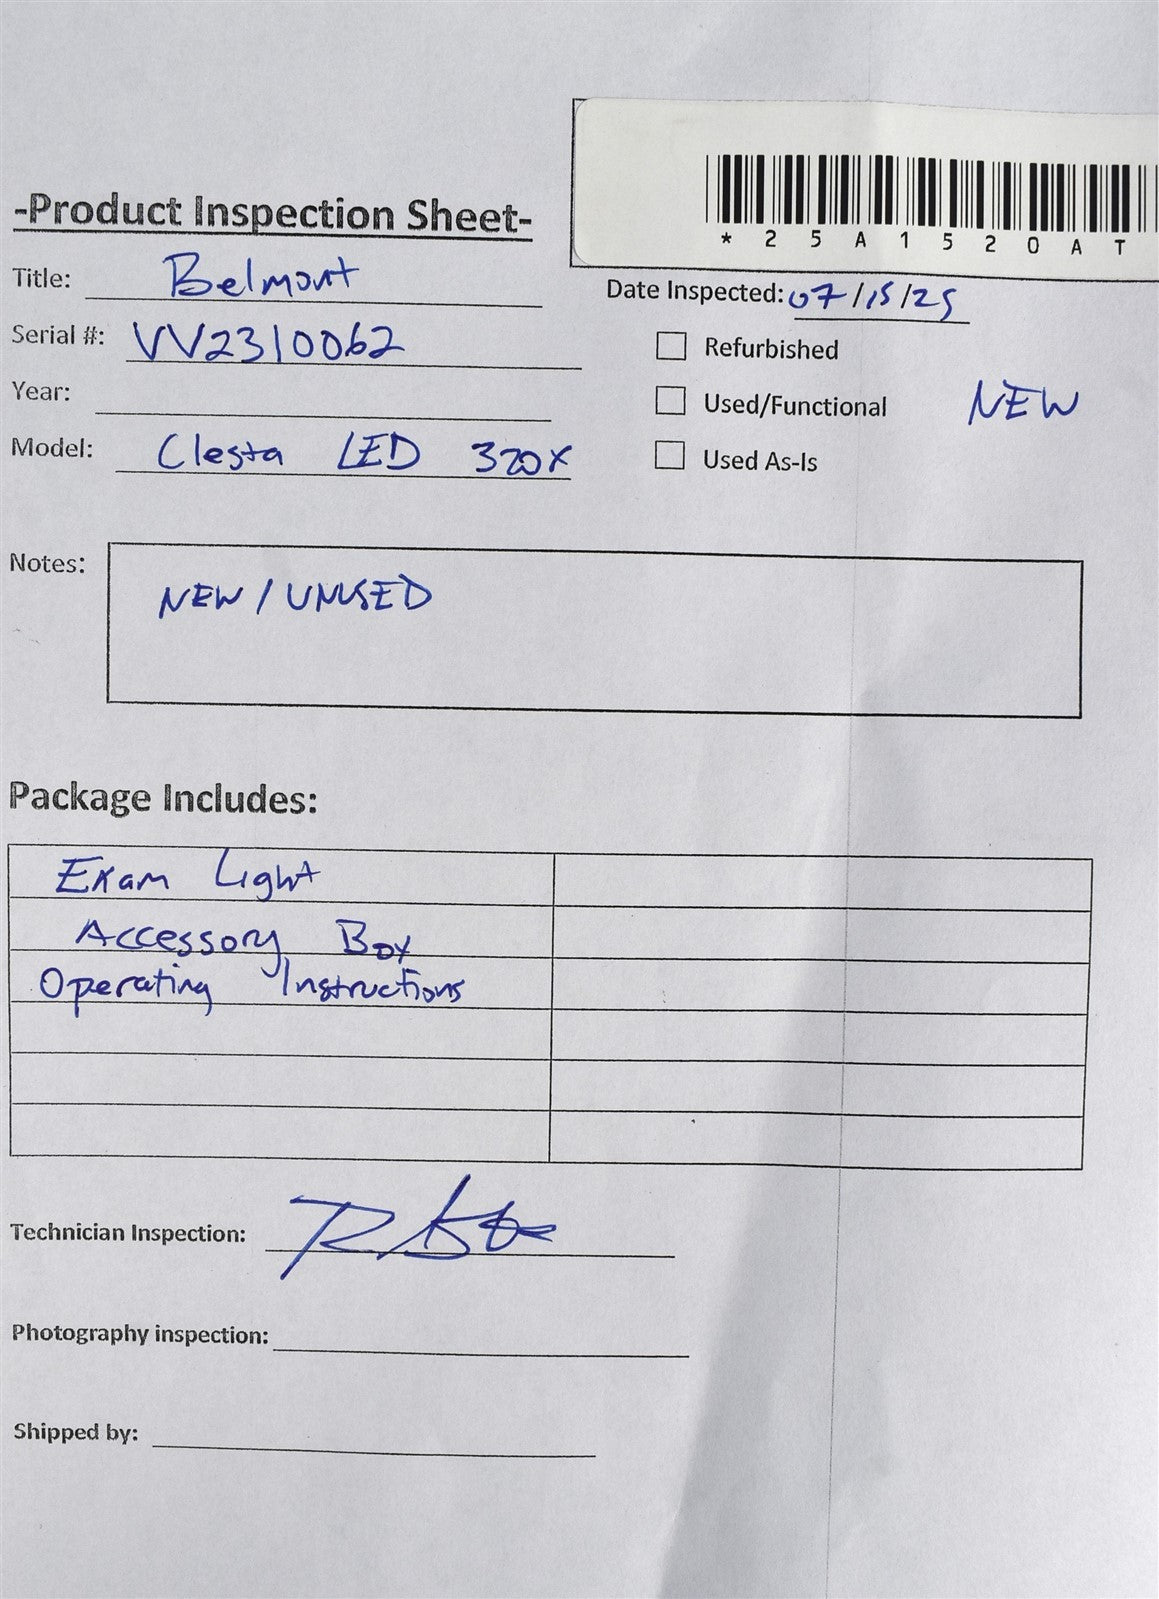 -Product Inspection Sheet-
*25A1520AT
Title: Belmont
Date Inspected: 07/15/25
Serial #: VV2310062
Refurbished
Year:
Used/Functional NEW
Model: Clesta LED 320X
Used As-Is
Notes:
NEW / UNUSED
Package Includes:
Exam Light
Accessory Box
Operating Instructions
Technician Inspection:
Photography inspection:
Shipped by: